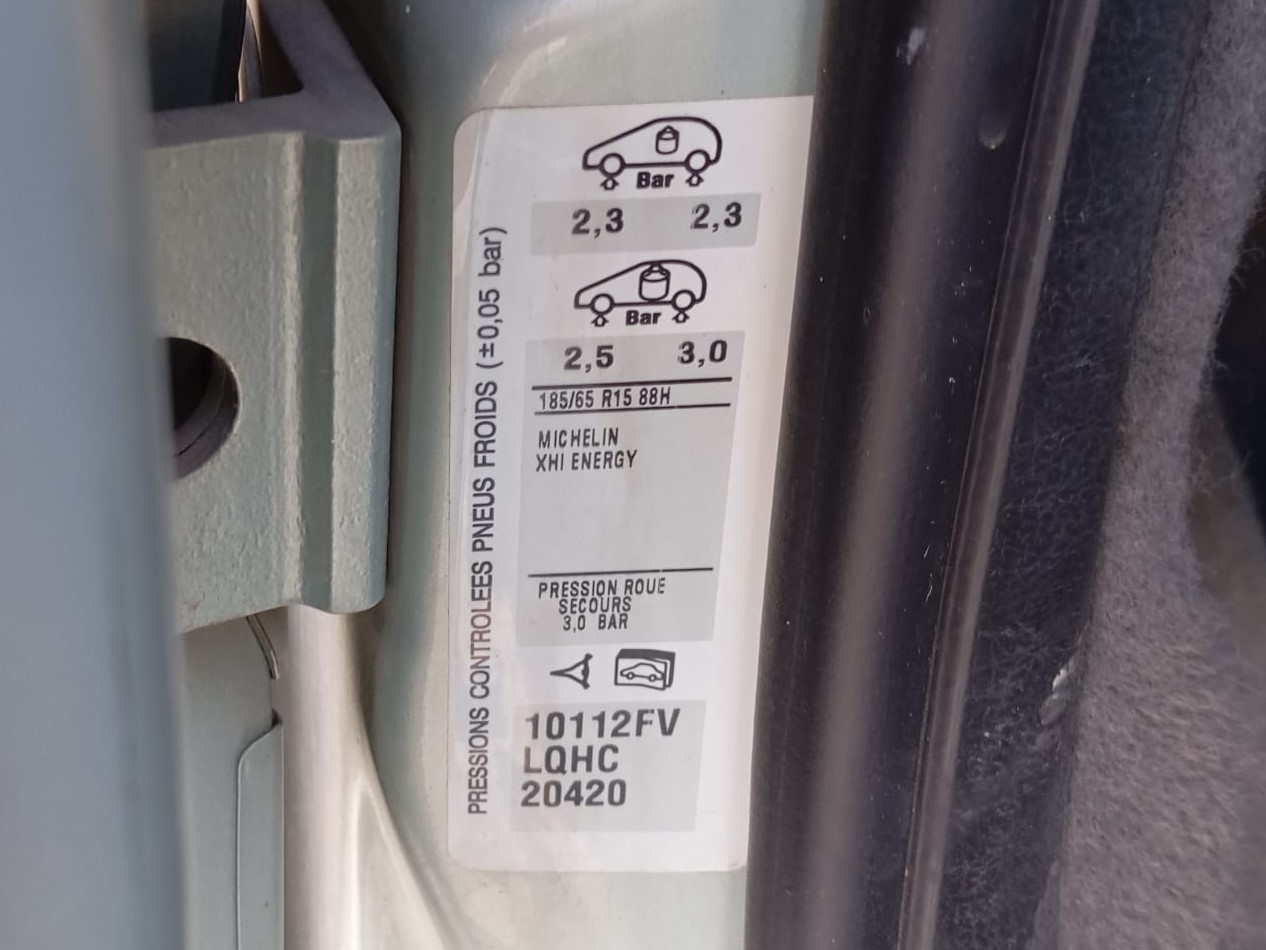 PRESSIONS CONTROLEES PNEUS FROIDS (±0,05 bar)
Bar
2,3 2,3
Bar
2,5 3,0
185/65 R15 88H
MICHELIN
XHI ENERGY
PRESSION ROUE
SECOURS
3,0 BAR
10112FV
LQHC
20420